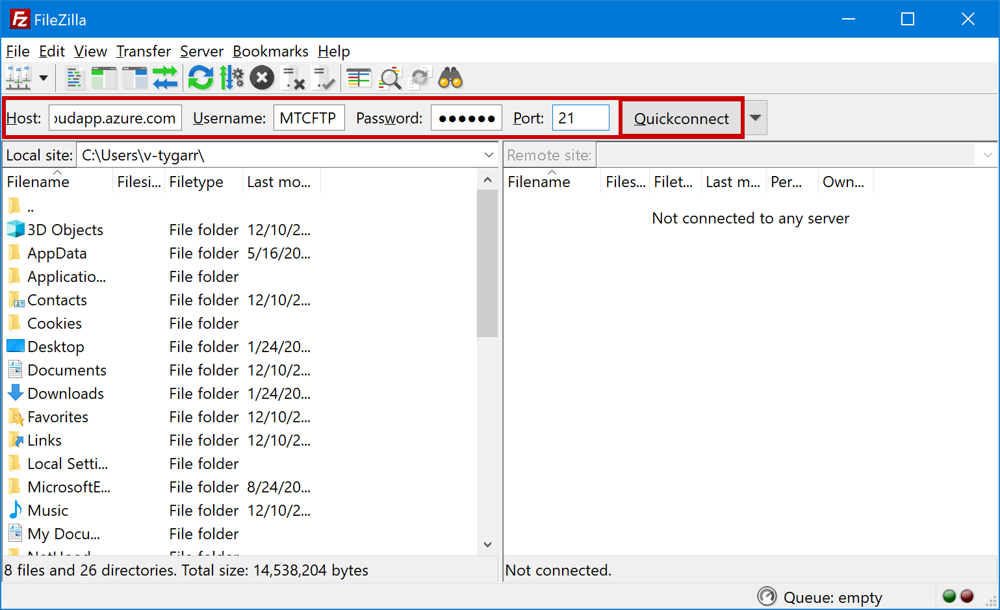 FileZilla
File Edit View Transfer Server Bookmarks Help
Host: oudapp.azure.com Username: MTCFTP Password: ●●●●●● Port: 21 Quickconnect
Local site: C:\Users\v-tygarr\
Remote site:
Filename Filesi... Filetype Last mo...
..
3D Objects File folder 12/10/2...
AppData File folder 5/16/20...
Applicatio... File folder
Contacts File folder 12/10/2...
Cookies File folder
Desktop File folder 1/24/20...
Documents File folder 12/10/2...
Downloads File folder 1/24/20...
Favorites File folder 12/10/2...
Links File folder 12/10/2...
Local Setti... File folder
MicrosoftE... File folder 8/24/20...
Music File folder 12/10/2...
My Docu... File folder
NetHood File folder
8 files and 26 directories. Total size: 14,538,204 bytes
Filename Files... Filet... Last m... Per... Own...
Not connected to any server
Not connected.
Queue: empty